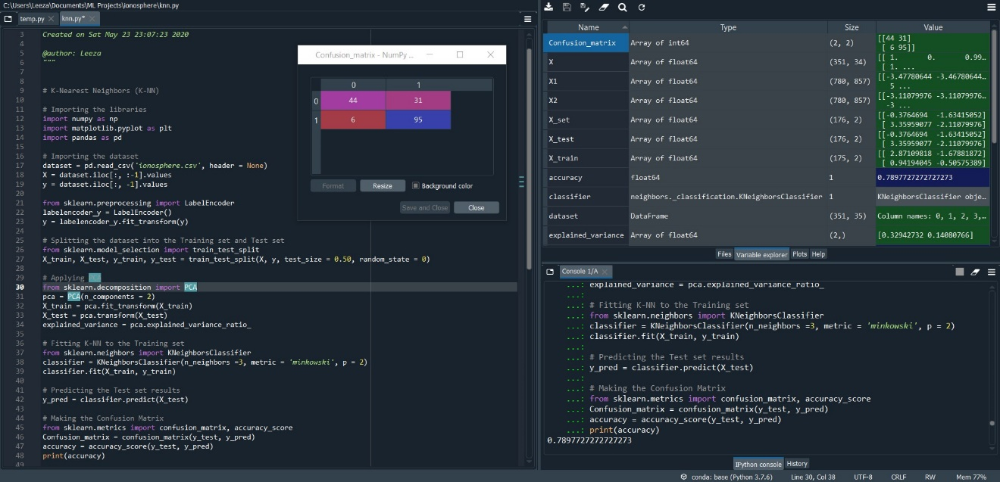 C:\Users\Leeza\Documents\ML Projects\ionosphere\knn.py
temp.py
knn.py*
3 Created on Sat May 23 23:07:23 2020
4
5 @author: Leeza
6 """
7
8
9 # K-Nearest Neighbors (K-NN)
10
11 # Importing the libraries
12 import numpy as np
13 import matplotlib.pyplot as plt
14 import pandas as pd
15
16 # Importing the dataset
17 dataset = pd.read_csv('ionosphere.csv', header = None)
18 X = dataset.iloc[:, :-1].values
19 y = dataset.iloc[:, -1].values
20
21 from sklearn.preprocessing import LabelEncoder
22 labelencoder_y = LabelEncoder()
23 y = labelencoder_y.fit_transform(y)
24
25 # Splitting the dataset into the Training set and Test set
26 from sklearn.model_selection import train_test_split
27 X_train, X_test, y_train, y_test = train_test_split(X, y, test_size = 0.50, random_state = 0)
28
29 # Applying PCA
30 from sklearn.decomposition import PCA
31 pca = PCA(n_components = 2)
32 X_train = pca.fit_transform(X_train)
33 X_test = pca.transform(X_test)
34 explained_variance = pca.explained_variance_ratio_
35
36 # Fitting K-NN to the Training set
37 from sklearn.neighbors import KNeighborsClassifier
38 classifier = KNeighborsClassifier(n_neighbors =3, metric = 'minkowski', p = 2)
39 classifier.fit(X_train, y_train)
40
41 # Predicting the Test set results
42 y_pred = classifier.predict(X_test)
43
44 # Making the Confusion Matrix
45 from sklearn.metrics import confusion_matrix, accuracy_score
46 Confusion_matrix = confusion_matrix(y_test, y_pred)
47 accuracy = accuracy_score(y_test, y_pred)
48 print(accuracy)
49
Confusion_matrix - NumPy ...
0 1
0 44 31
1 6 95
Format Resize Background color
Save and Close Close
Name Type Size Value
Confusion_matrix Array of int64 (2, 2) [[44 31]
[ 6 95]]
X Array of float64 (351, 34) [[ 1. 0. 0.99...
[ 1. ...
X1 Array of float64 (780, 857) [[-3.47780644 -3.46780644...
5 ...
X2 Array of float64 (780, 857) [[-3.11079976 -3.11079976...
-3 ...
X_set Array of float64 (176, 2) [[-0.3764694 -1.63415052]
[ 3.35959077 -2.11079976]
X_test Array of float64 (176, 2) [[-0.3764694 -1.63415052]
[ 3.35959077 -2.11079976]
X_train Array of float64 (175, 2) [[ 2.87109818 -1.67881872]
[ 0.94194045 -0.50575389]
accuracy float64 1 0.7897727272727273
classifier neighbors._classification.KNeighborsClassifier 1 KNeighborsClassifier obje...
dataset DataFrame (351, 35) Column names: 0, 1, 2, 3,...
explained_variance Array of float64 (2,) [0.32942732 0.14080766]
Files Variable explorer Plots Help
Console 1/A
...: explained_variance = pca.explained_variance_ratio_
...:
...: # Fitting K-NN to the Training set
...: from sklearn.neighbors import KNeighborsClassifier
...: classifier = KNeighborsClassifier(n_neighbors =3, metric = 'minkowski', p = 2)
...: classifier.fit(X_train, y_train)
...:
...: # Predicting the Test set results
...: y_pred = classifier.predict(X_test)
...:
...: # Making the Confusion Matrix
...: from sklearn.metrics import confusion_matrix, accuracy_score
...: Confusion_matrix = confusion_matrix(y_test, y_pred)
...: accuracy = accuracy_score(y_test, y_pred)
...: print(accuracy)
0.7897727272727273
IPython console History
conda: base (Python 3.7.6) Line 30, Col 38 UTF-8 CRLF RW Mem 77%